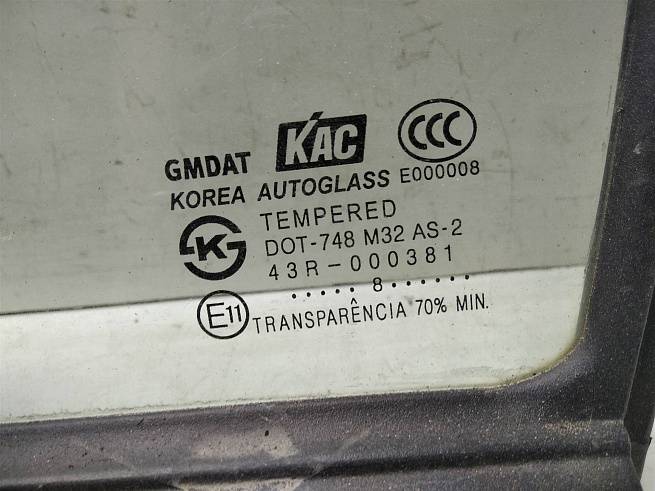 GMDAT KAC CCC
KOREA AUTOGLASS E000008
TEMPERED
DOT-748 M32 AS-2
43R-000381
..... 8 .......
E11 TRANSPARÊNCIA 70% MIN.